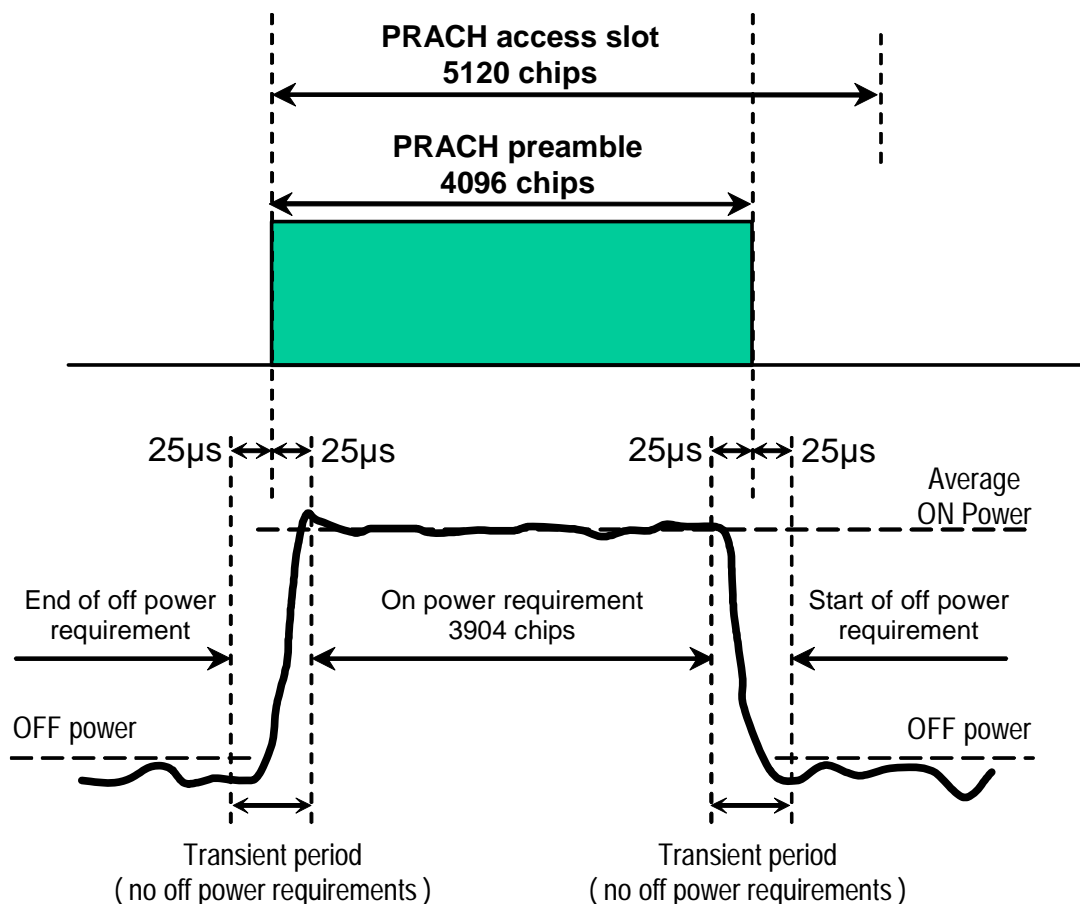 PRACH access slot
5120 chips
PRACH preamble
4096 chips
25µs
25µs
25µs
25µs
Average
ON Power
End of off power
requirement
On power requirement
3904 chips
Start of off power
requirement
OFF power
OFF power
Transient period
( no off power requirements )
Transient period
( no off power requirements )